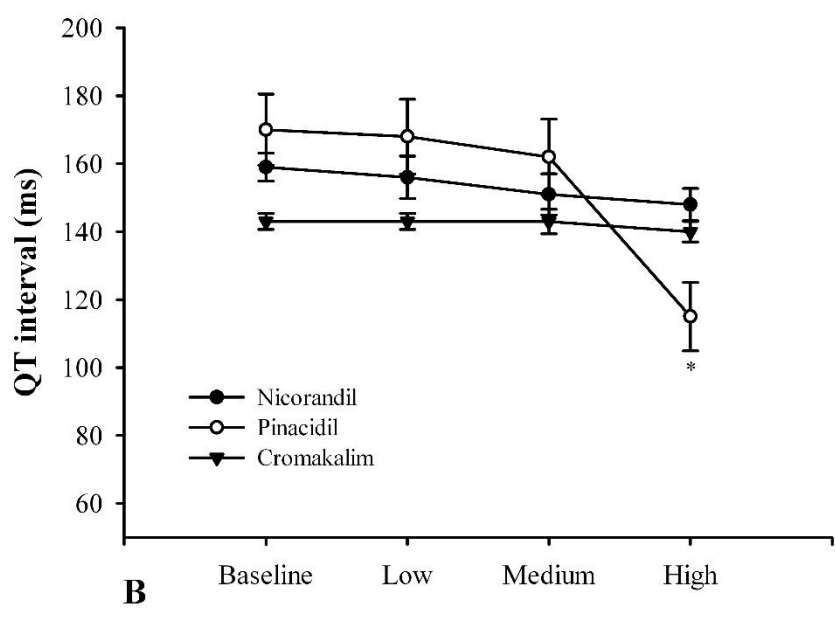 200
180
160
140
120
100
80
60
QT interval (ms)
Nicorandil
Pinacidil
Cromakalim
*
Baseline Low Medium High
B